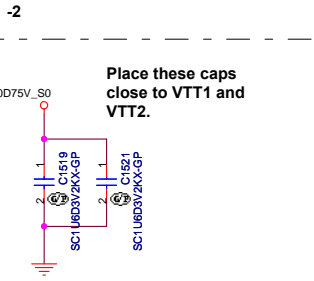 -2
Place these caps
close to VTT1 and
VTT2.
0D75V_S0
1
C1519
2
SC1U6D3V2KX-GP
1
C1521
2
SC1U6D3V2KX-GP